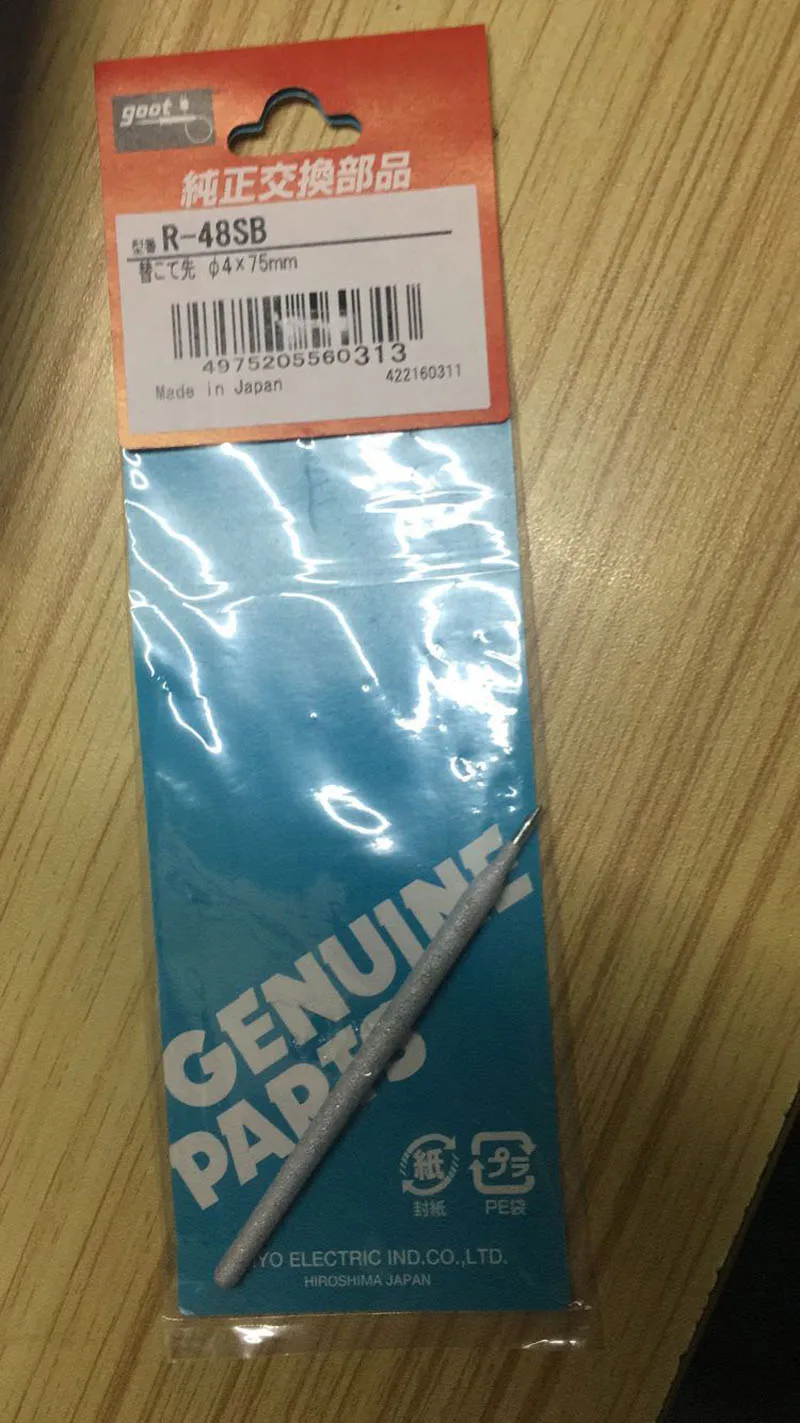 goot
純正交換部品
型番 R-48SB
替こて先 φ4×75mm
4975205560313
Made in Japan 422160311
GENUINE
PARTS
紙 プラ
封紙 PE袋
YO ELECTRIC IND.CO.,LTD.
HIROSHIMA JAPAN